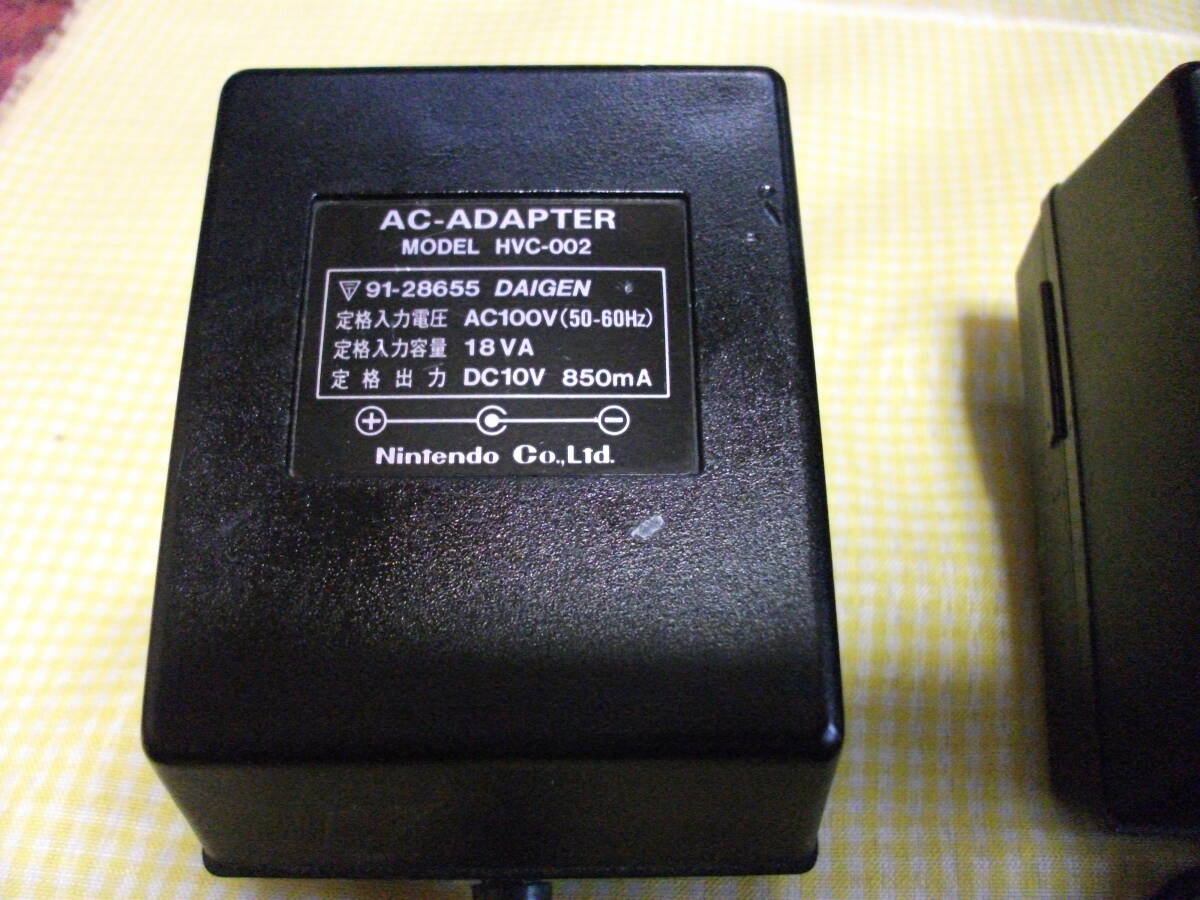 AC-ADAPTER
MODEL HVC-002
91-28655 DAIGEN
定格入力電圧 AC100V(50-60Hz)
定格入力容量 18VA
定格出力 DC10V 850mA
Nintendo Co.,Ltd.